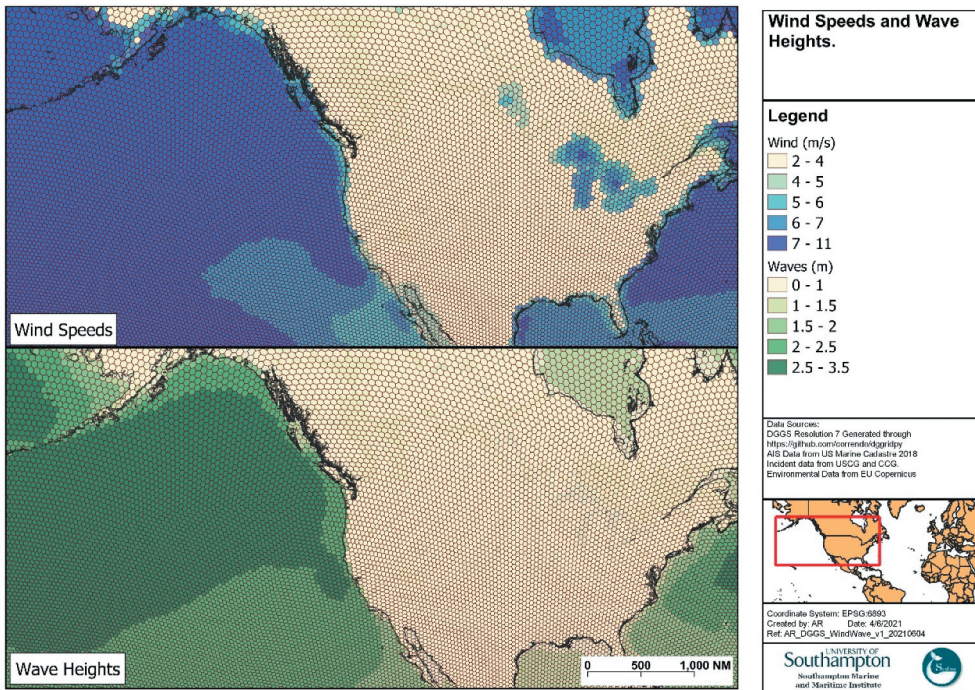 Wind Speeds
Wave Heights
0 500 1,000 NM
Wind Speeds and Wave
Heights.
Legend
Wind (m/s)
2 - 4
4 - 5
5 - 6
6 - 7
7 - 11
Waves (m)
0 - 1
1 - 1.5
1.5 - 2
2 - 2.5
2.5 - 3.5
Data Sources:
DGGS Resolution 7 Generated through
https://github.com/correndo/dggridpy
AIS Data from US Marine Cadastre 2018
Incident data from USCG and CCG.
Environmental Data from EU Copernicus
Coordinate System: EPSG:6893
Created by: AR Date: 4/6/2021
Ref: AR_DGGS_WindWave_v1_20210604
UNIVERSITY OF
Southampton
Southampton Marine
and Maritime Institute